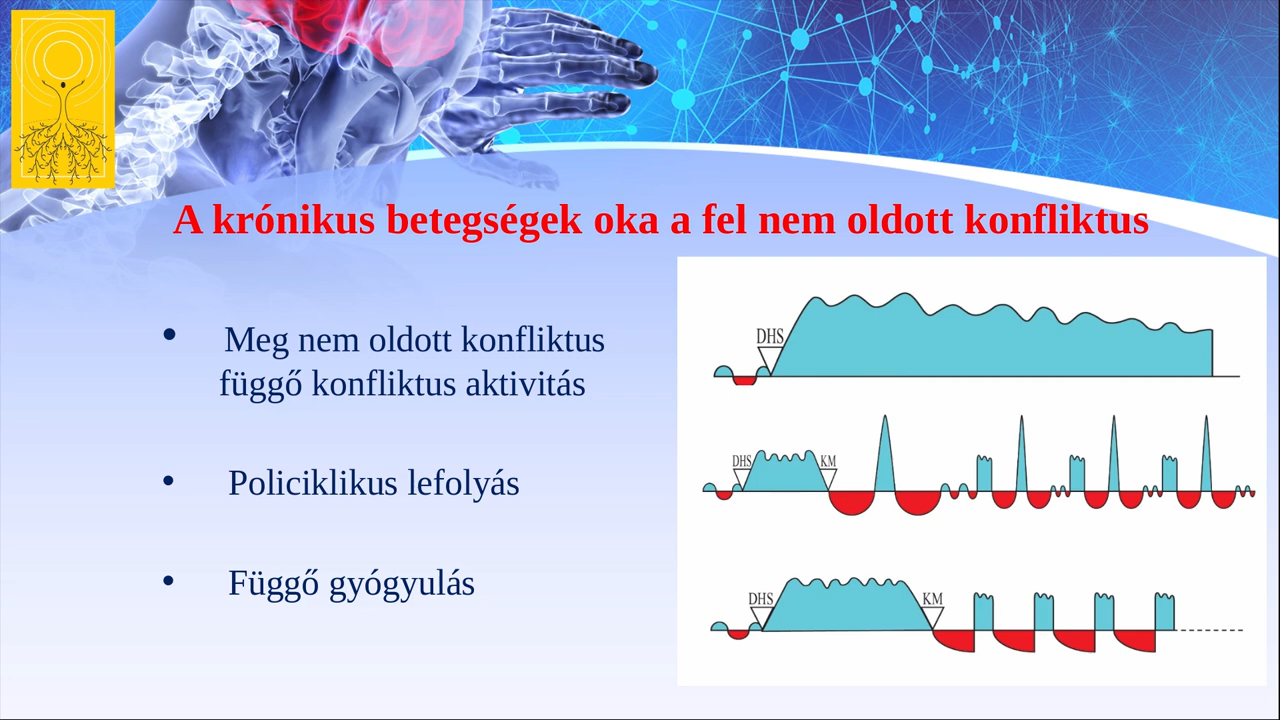 A krónikus betegségek oka a fel nem oldott konfliktus
• Meg nem oldott konfliktus
függő konfliktus aktivitás
• Policiklikus lefolyás
• Függő gyógyulás
DHS
DHS KM
DHS KM